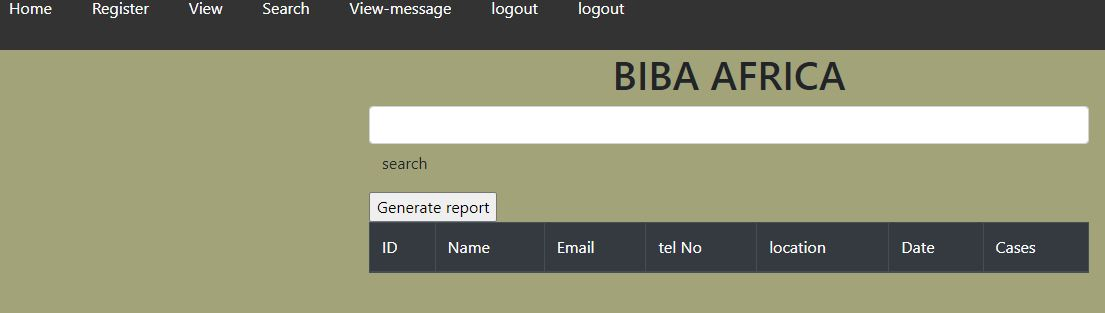 Home Register View Search View-message logout logout
BIBA AFRICA
search
Generate report
ID Name Email tel No location Date Cases